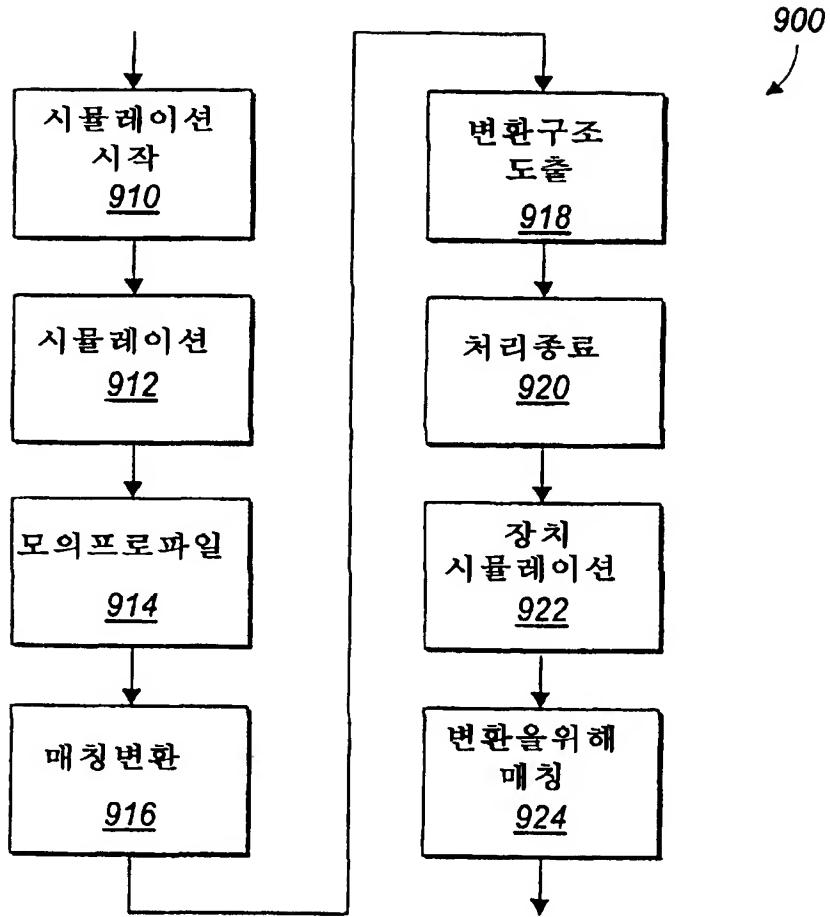 900
시뮬레이션
시작
910
시뮬레이션
912
모의프로파일
914
매칭변환
916
변환구조
도출
918
처리종료
920
장치
시뮬레이션
922
변환을위해
매칭
924